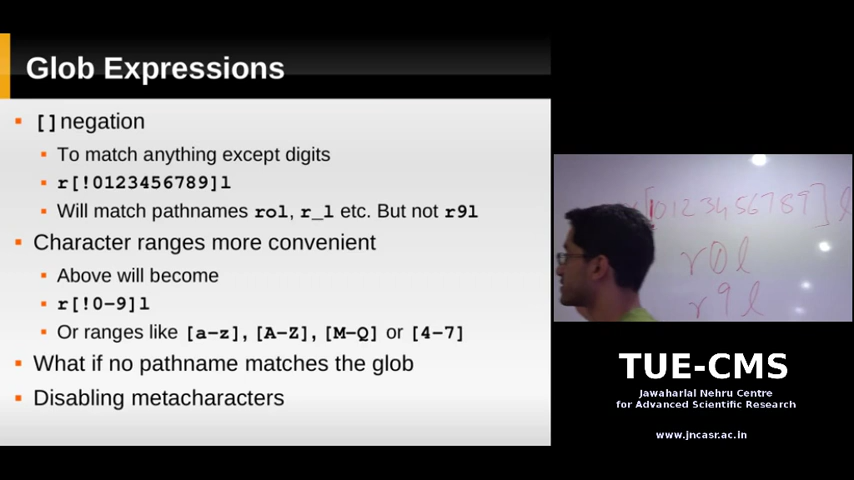 Glob Expressions
[] negation
To match anything except digits
r[!0123456789]l
Will match pathnames rol, r_l etc. But not r9l
Character ranges more convenient
Above will become
r[!0-9]l
Or ranges like [a-z], [A-Z], [M-Q] or [4-7]
What if no pathname matches the glob
Disabling metacharacters
[0123456789]l
r0l
r9l
TUE-CMS
Jawaharlal Nehru Centre
for Advanced Scientific Research
www.jncasr.ac.in